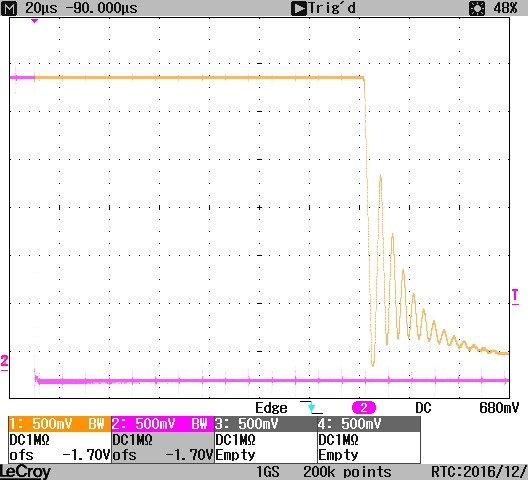 M 20µs -90.000µs Trig'd 48%
T
2
Edge 2 DC 680mV
1: 500mV BW 2: 500mV BW 3: 500mV 4: 500mV
DC1MΩ DC1MΩ DC1MΩ DC1MΩ
ofs -1.70V ofs -1.70V Empty Empty
LeCroy 1GS 200k points RTC:2016/12/